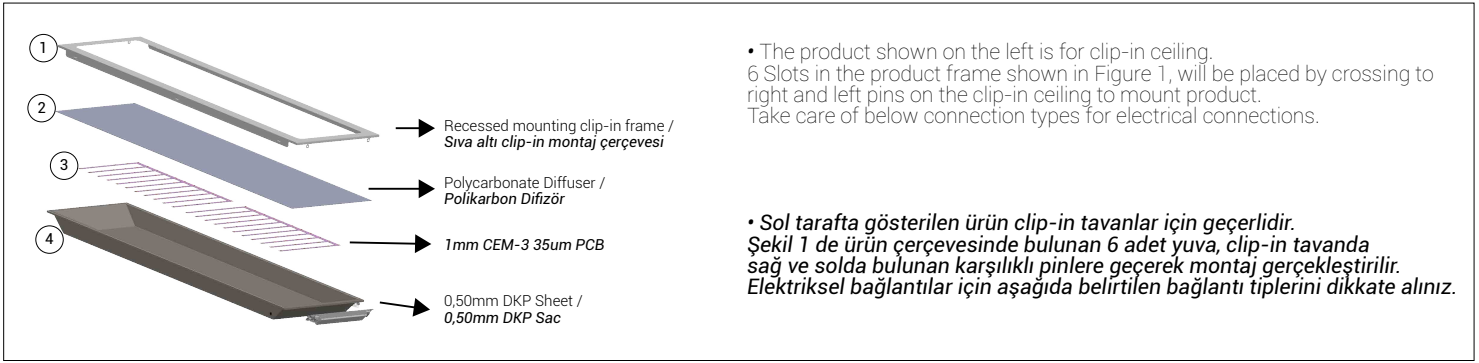 1
2
3
4
Recessed mounting clip-in frame /
Sıva altı clip-in montaj çerçevesi
Polycarbonate Diffuser /
Polikarbon Difizör
1mm CEM-3 35um PCB
0,50mm DKP Sheet /
0,50mm DKP Sac
• The product shown on the left is for clip-in ceiling.
6 Slots in the product frame shown in Figure 1, will be placed by crossing to
right and left pins on the clip-in ceiling to mount product.
Take care of below connection types for electrical connections.
• Sol tarafta gösterilen ürün clip-in tavanlar için geçerlidir.
Şekil 1 de ürün çerçevesinde bulunan 6 adet yuva, clip-in tavanda
sağ ve solda bulunan karşılıklı pinlere geçerek montaj gerçekleştirilir.
Elektriksel bağlantılar için aşağıda belirtilen bağlantı tiplerini dikkate alınız.